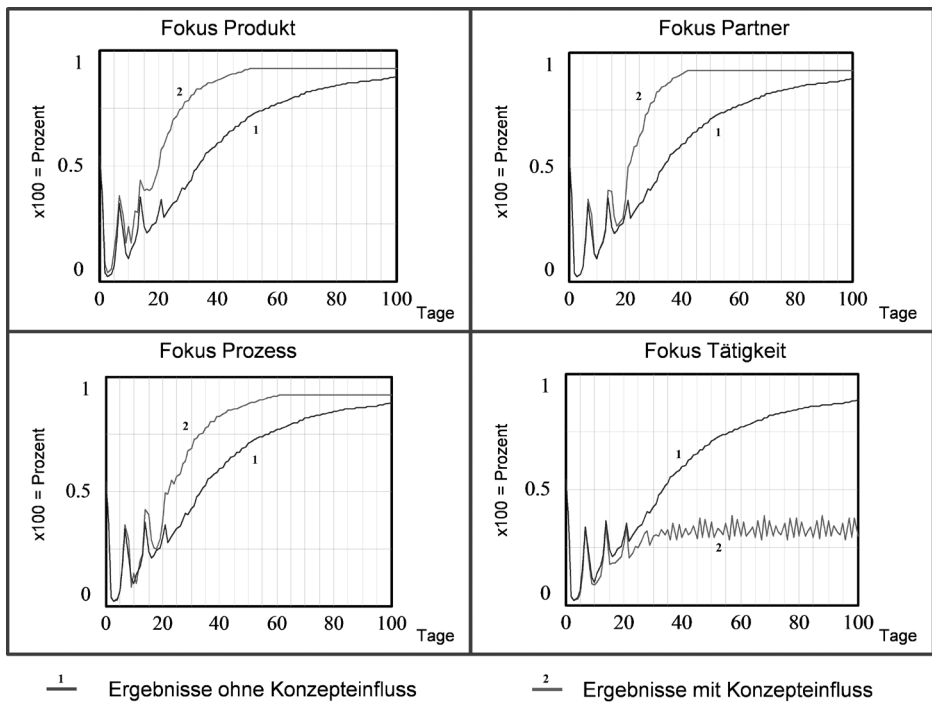 Fokus Produkt
1
0.5
0
x100 = Prozent
2
1
0 20 40 60 80 100
Tage
Fokus Partner
1
0.5
0
x100 = Prozent
2
1
0 20 40 60 80 100
Tage
Fokus Prozess
1
0.5
0
x100 = Prozent
2
1
0 20 40 60 80 100
Tage
Fokus Tätigkeit
1
0.5
0
x100 = Prozent
1
2
0 20 40 60 80 100
Tage
1 Ergebnisse ohne Konzepteinfluss
2 Ergebnisse mit Konzepteinfluss